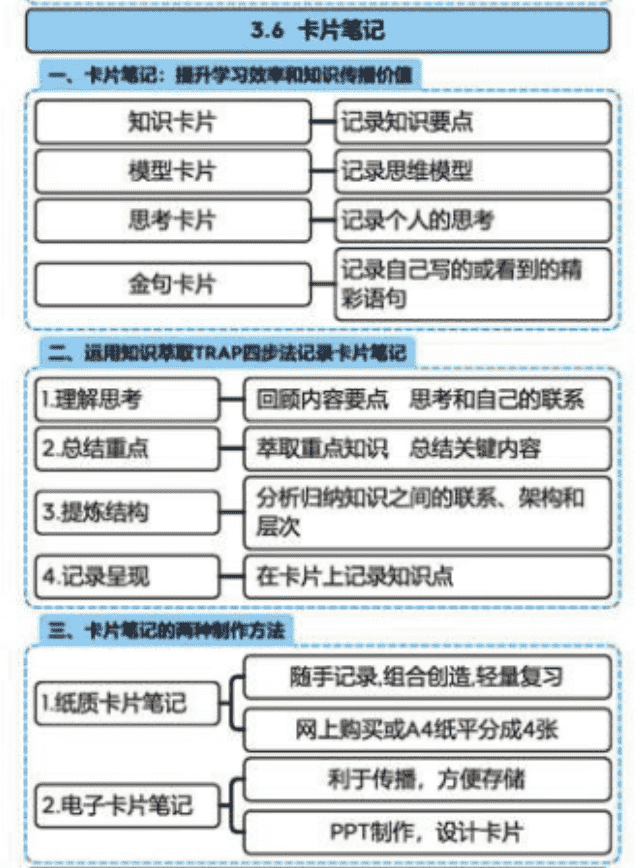 3.6 卡片笔记
一、卡片笔记：提升学习效率和知识传播价值
知识卡片
记录知识要点
模型卡片
记录思维模型
思考卡片
记录个人的思考
金句卡片
记录自己写的或看到的精
彩语句
二、运用知识萃取TRAP四步法记录卡片笔记
1.理解思考
回顾内容要点 思考和自己的联系
2.总结重点
萃取重点知识 总结关键内容
3.提炼结构
分析归纳知识之间的联系、架构和
层次
4.记录呈现
在卡片上记录知识点
三、卡片笔记的两种制作方法
1.纸质卡片笔记
随手记录,组合创造,轻量复习
网上购买或A4纸平分成4张
2.电子卡片笔记
利于传播，方便存储
PPT制作，设计卡片